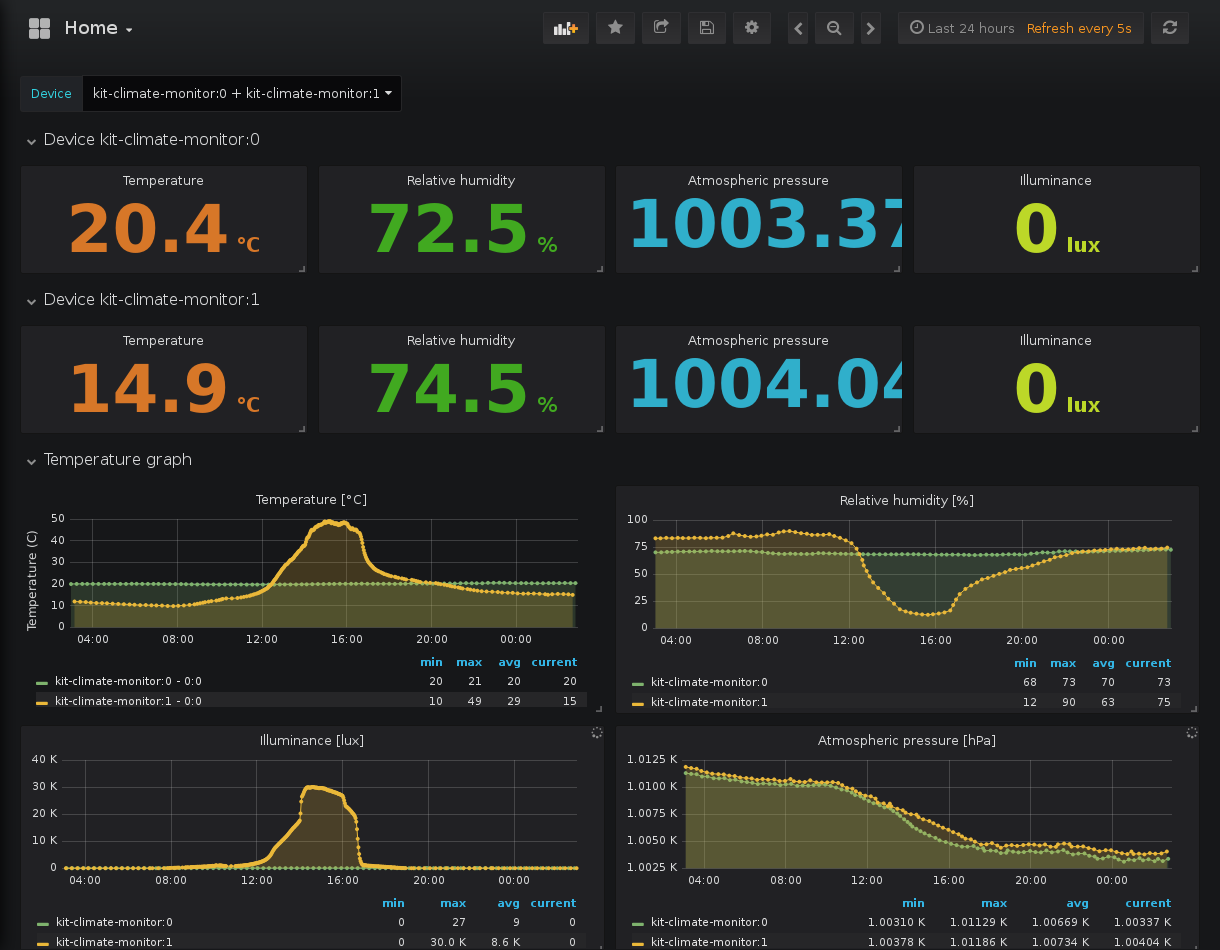 Home
Last 24 hours Refresh every 5s
Device kit-climate-monitor:0 + kit-climate-monitor:1
Device kit-climate-monitor:0
Temperature Relative humidity Atmospheric pressure Illuminance
20.4 °C 72.5 % 1003.37 0 lux
Device kit-climate-monitor:1
Temperature Relative humidity Atmospheric pressure Illuminance
14.9 °C 74.5 % 1004.04 0 lux
Temperature graph
Temperature [°C]
Temperature (C)
50
40
30
20
10
0
04:00 08:00 12:00 16:00 20:00 00:00
min max avg current
kit-climate-monitor:0 - 0:0 20 21 20 20
kit-climate-monitor:1 - 0:0 10 49 29 15
Relative humidity [%]
100
75
50
25
0
04:00 08:00 12:00 16:00 20:00 00:00
min max avg current
kit-climate-monitor:0 68 73 70 73
kit-climate-monitor:1 12 90 63 75
Illuminance [lux]
40 K
30 K
20 K
10 K
0
04:00 08:00 12:00 16:00 20:00 00:00
min max avg current
kit-climate-monitor:0 0 27 9 0
kit-climate-monitor:1 0 30.0 K 8.6 K 0
Atmospheric pressure [hPa]
1.0125 K
1.0100 K
1.0075 K
1.0050 K
1.0025 K
04:00 08:00 12:00 16:00 20:00 00:00
min max avg current
kit-climate-monitor:0 1.00310 K 1.01129 K 1.00669 K 1.00337 K
kit-climate-monitor:1 1.00378 K 1.01186 K 1.00734 K 1.00404 K